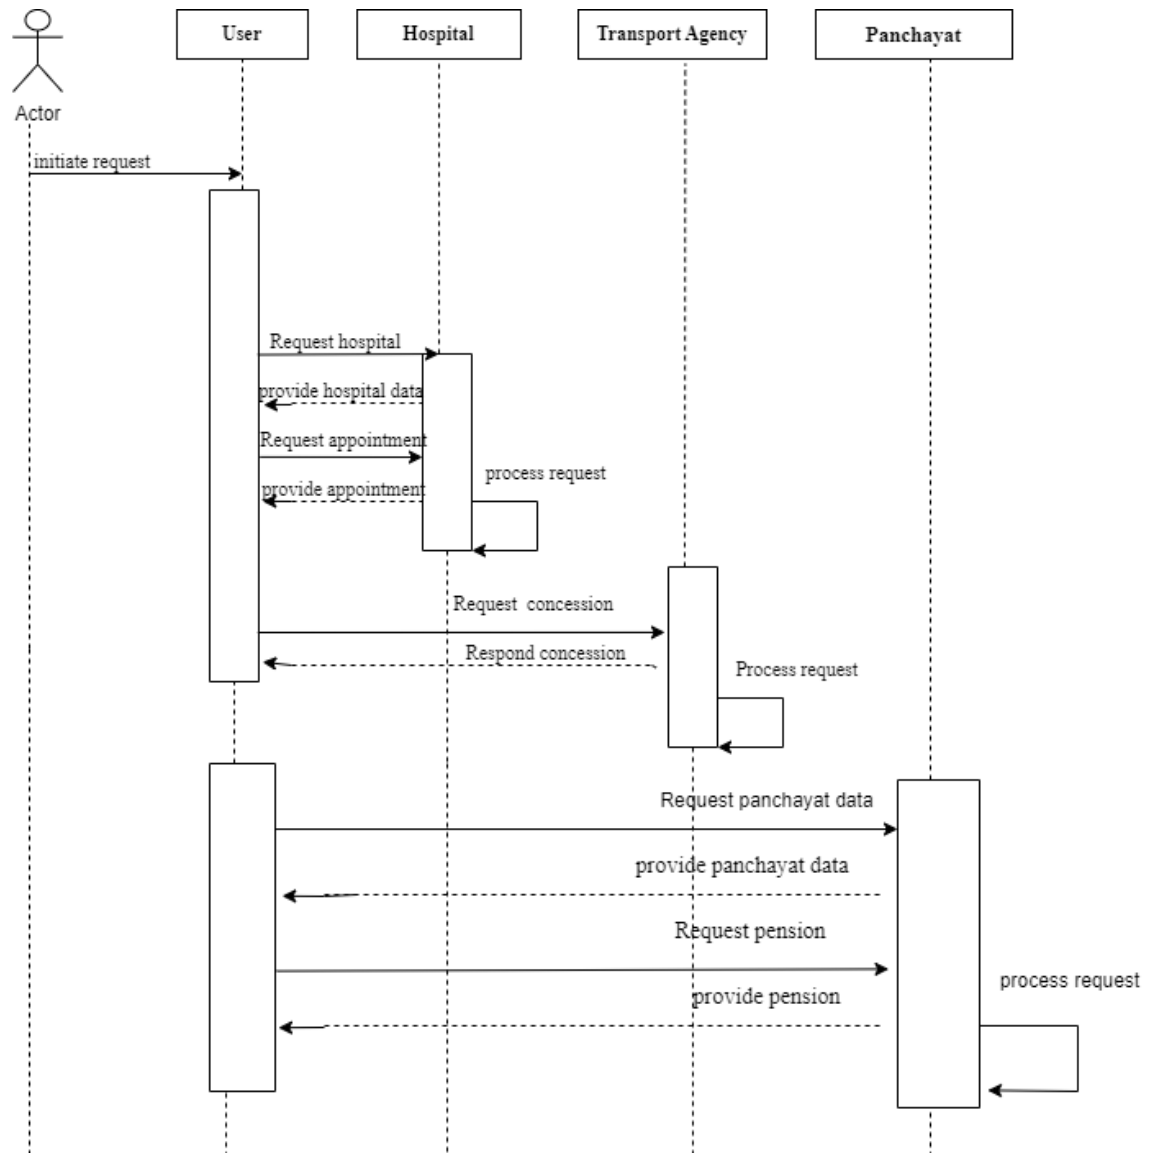 User
Hospital
Transport Agency
Panchayat
Actor
initiate request
Request hospital
provide hospital data
Request appointment
process request
provide appointment
Request concession
Respond concession
Process request
Request panchayat data
provide panchayat data
Request pension
process request
provide pension